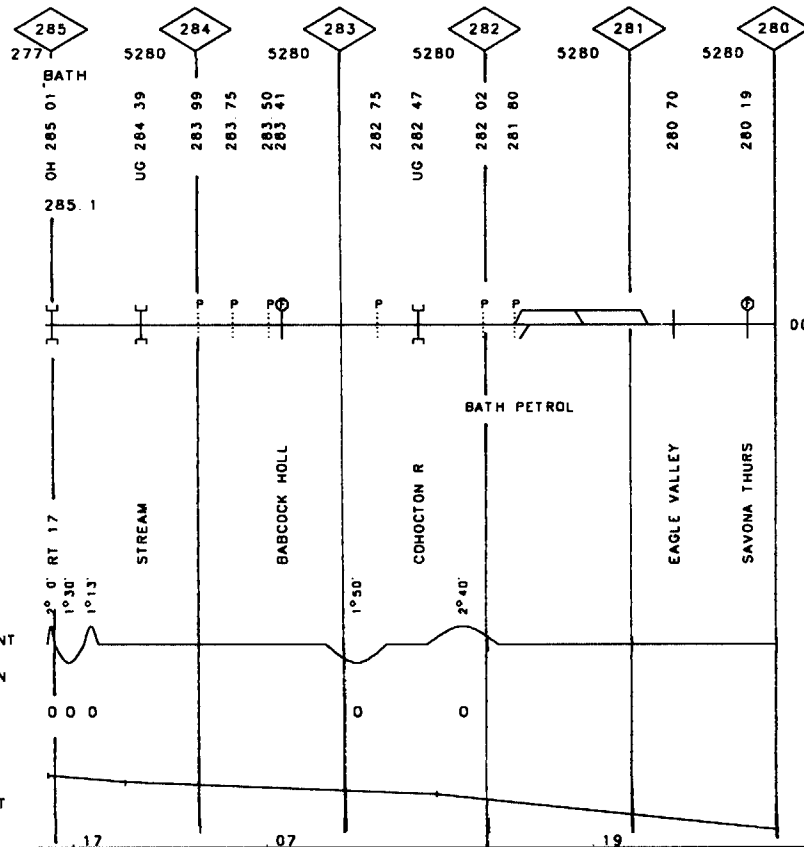 285 284 283 282 281 280
277 5280 5280 5280 5280 5280
BATH
OH 285 01
UG 284 39
283 99
283.75
283.50
283 41
282 75
UG 282 47
282 02
281 80
280 70
280 19
285.1
P P P F P P P F
00
BATH PETROL
RT 17
STREAM
BABCOCK HOLL
COHOCTON R
EAGLE VALLEY
SAVONA THURS
2° 0' 1°30' 1°13' 1°50' 2°40'
NT
N
0 0 0 0 0
T
.17 .07 .19